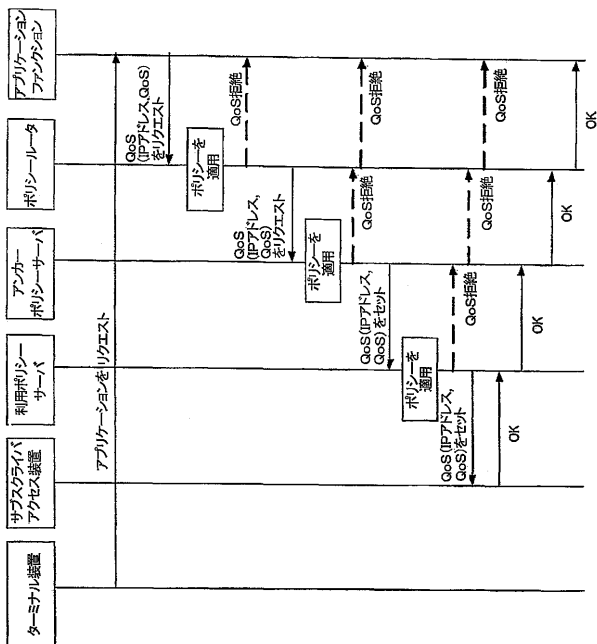 ターミナル装置
サブスクライバ
アクセス装置
利用ポリシー
サーバ
アンカー
ポリシーサーバ
ポリシールータ
アプリケーション
ファンクション
アプリケーションをリクエスト
QoS
(IPアドレス,QoS)
をリクエスト
ポリシーを
適用
QoS拒絶
QoS
(IPアドレス,
QoS)
をリクエスト
ポリシーを
適用
QoS拒絶
QoS拒絶
QoS(IPアドレス,
QoS)をセット
ポリシーを
適用
QoS拒絶
QoS拒絶
QoS拒絶
QoS(IPアドレス,
QoS)をセット
OK
OK
OK
OK